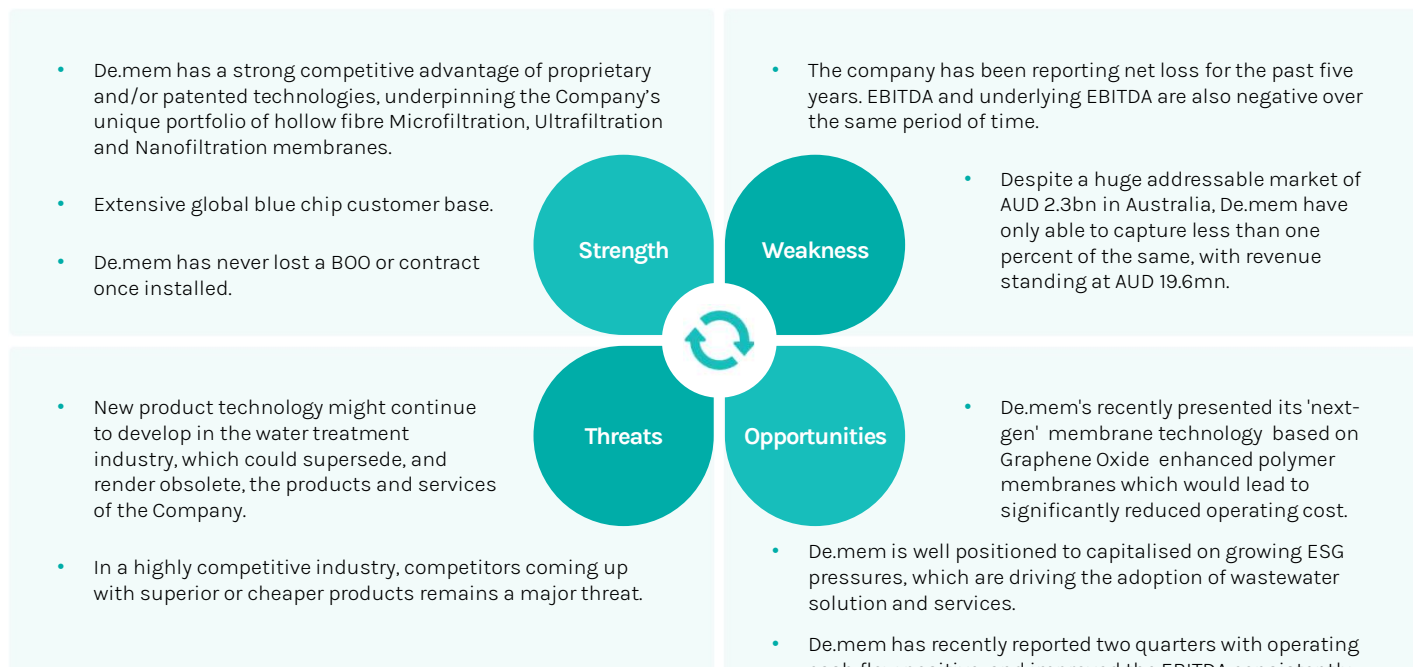 • De.mem has a strong competitive advantage of proprietary
and/or patented technologies, underpinning the Company’s
unique portfolio of hollow fibre Microfiltration, Ultrafiltration
and Nanofiltration membranes.
• Extensive global blue chip customer base.
• De.mem has never lost a BOO or contract
once installed.
Strength
• The company has been reporting net loss for the past five
years. EBITDA and underlying EBITDA are also negative over
the same period of time.
• Despite a huge addressable market of
AUD 2.3bn in Australia, De.mem have
only able to capture less than one
percent of the same, with revenue
standing at AUD 19.6mn.
Weakness
• New product technology might continue
to develop in the water treatment
industry, which could supersede, and
render obsolete, the products and services
of the Company.
• In a highly competitive industry, competitors coming up
with superior or cheaper products remains a major threat.
Threats
Opportunities
• De.mem's recently presented its 'next-
gen' membrane technology based on
Graphene Oxide enhanced polymer
membranes which would lead to
significantly reduced operating cost.
• De.mem is well positioned to capitalised on growing ESG
pressures, which are driving the adoption of wastewater
solution and services.
• De.mem has recently reported two quarters with operating